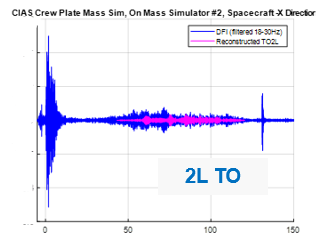 CIAS Crew Plate Mass Sim, On Mass Simulator #2, Spacecraft-X Direction
DFI (filtered 18-30Hz)
Reconstructed TO2L
2L TO
0
50
100
150